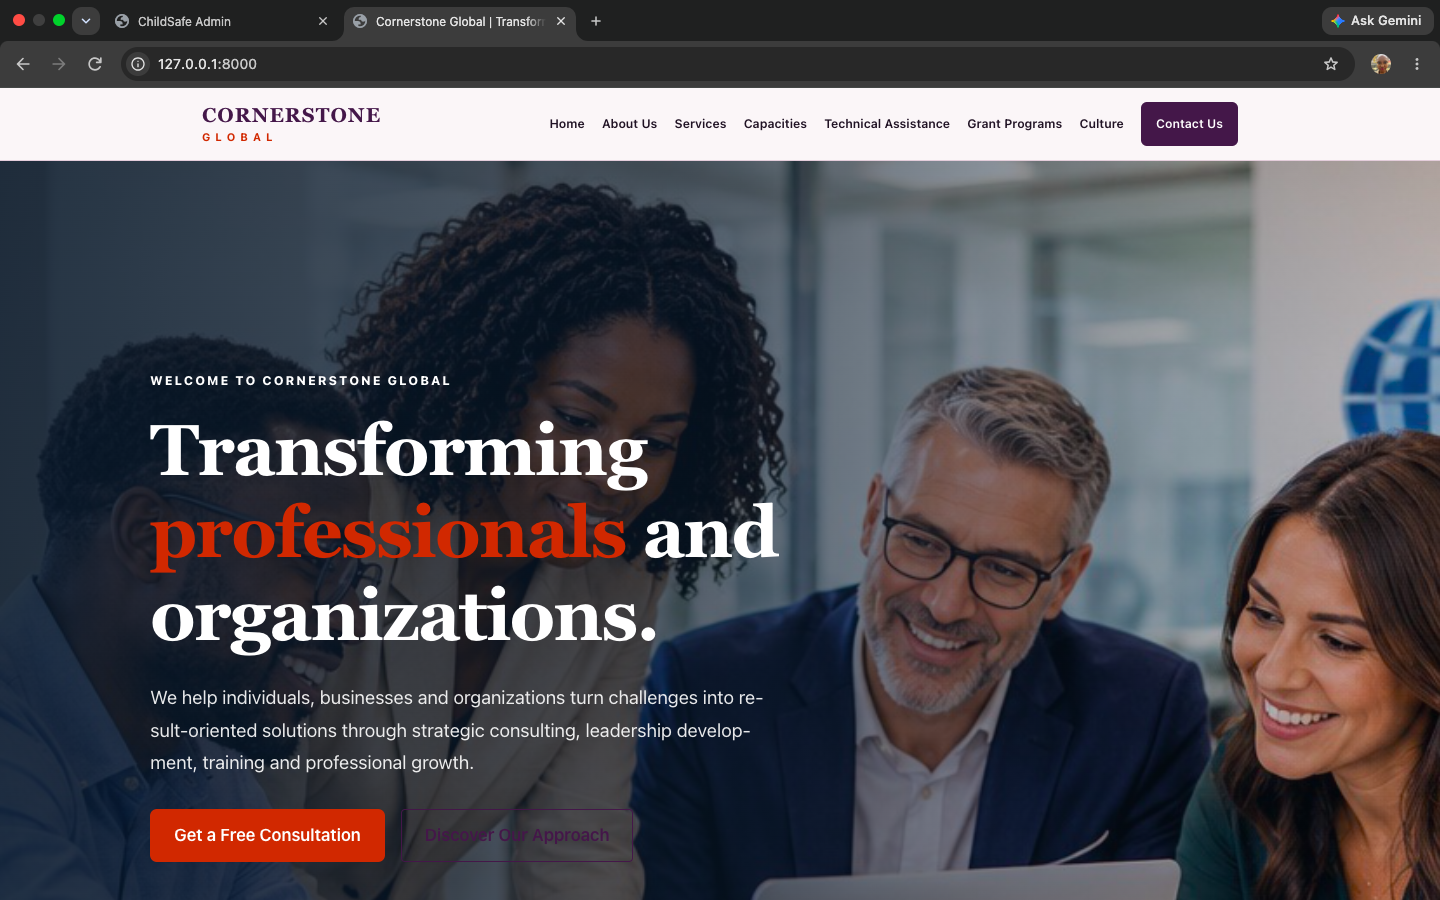 ChildSafe Admin
Cornerstone Global | Transfor
Ask Gemini
127.0.0.1:8000
CORNERSTONE
GLOBAL
Home About Us Services Capacities Technical Assistance Grant Programs Culture Contact Us
WELCOME TO CORNERSTONE GLOBAL
Transforming
professionals and
organizations.
We help individuals, businesses and organizations turn challenges into re-
sult-oriented solutions through strategic consulting, leadership develop-
ment, training and professional growth.
Get a Free Consultation Discover Our Approach